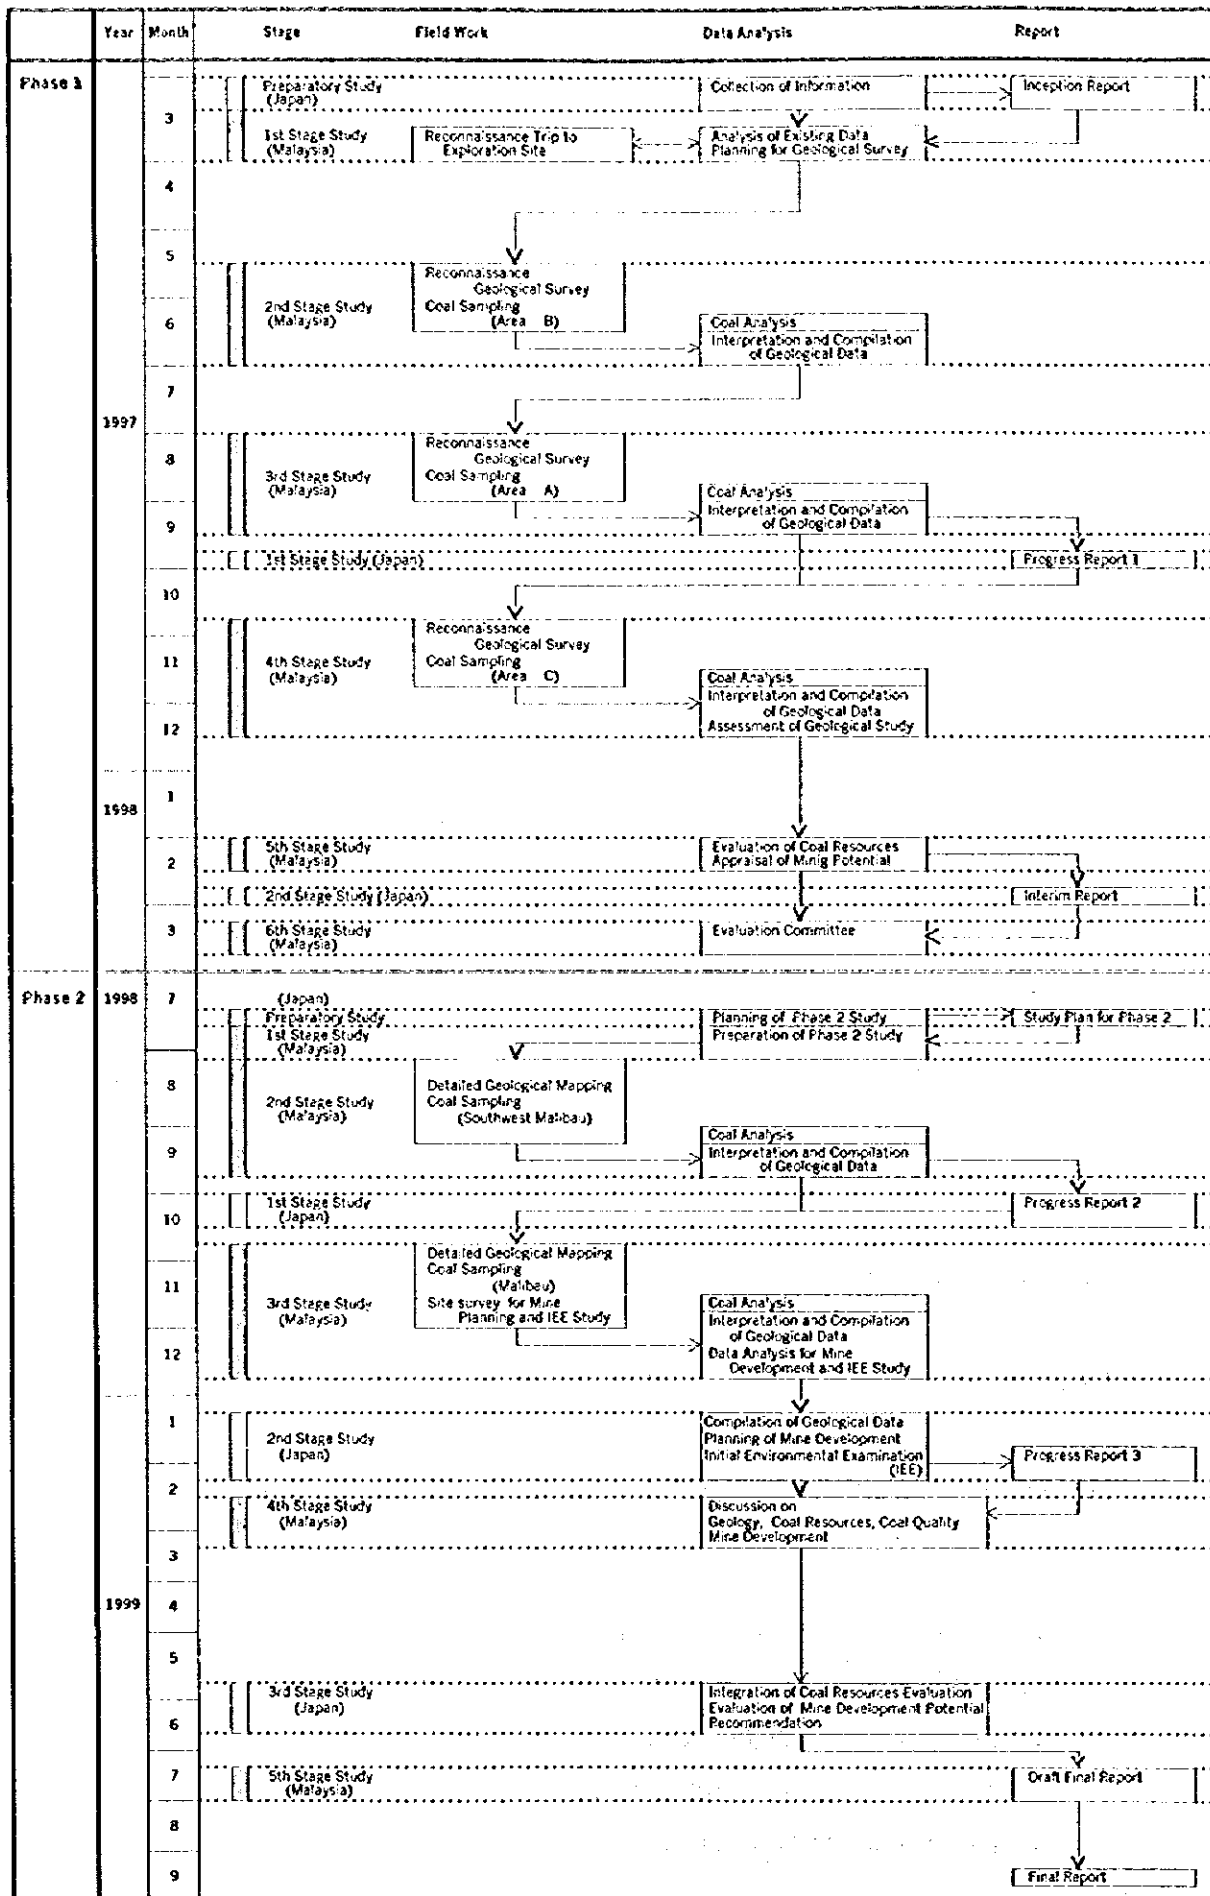 Year Month Stage Field Work Data Analysis Report
Phase 1
Preparatory Study
(Japan)
Collection of Information
Inception Report
3
1st Stage Study
(Malaysia)
Reconnaissance Trip to
Exploration Site
Analysis of Existing Data
Planning for Geological Survey
4
5
2nd Stage Study
(Malaysia)
Reconnaissance
Geological Survey
Coal Sampling
(Area B)
6
Coal Analysis
Interpretation and Compilation
of Geological Data
7
1997
8
3rd Stage Study
(Malaysia)
Reconnaissance
Geological Survey
Coal Sampling
(Area A)
9
Coal Analysis
Interpretation and Compilation
of Geological Data
1st Stage Study (Japan)
Progress Report 1
10
11
4th Stage Study
(Malaysia)
Reconnaissance
Geological Survey
Coal Sampling
(Area C)
12
Coal Analysis
Interpretation and Compilation
of Geological Data
Assessment of Geological Study
1998
1
2
5th Stage Study
(Malaysia)
Evaluation of Coal Resources
Appraisal of Minig Potential
2nd Stage Study (Japan)
Interim Report
3
6th Stage Study
(Malaysia)
Evaluation Committee
Phase 2
1998
7
(Japan)
Preparatory Study
Planning of Phase 2 Study
Study Plan for Phase 2
1st Stage Study
(Malaysia)
Preparation of Phase 2 Study
8
2nd Stage Study
(Malaysia)
Detailed Geological Mapping
Coal Sampling
(Southwest Malibau)
9
Coal Analysis
Interpretation and Compilation
of Geological Data
10
1st Stage Study
(Japan)
Progress Report 2
11
3rd Stage Study
(Malaysia)
Detailed Geological Mapping
Coal Sampling
(Malibau)
Site survey for Mine
Planning and IEE Study
12
Coal Analysis
Interpretation and Compilation
of Geological Data
Data Analysis for Mine
Development and IEE Study
1
2nd Stage Study
(Japan)
Compilation of Geological Data
Planning of Mine Development
Initial Environmental Examination
(IEE)
Progress Report 3
2
4th Stage Study
(Malaysia)
Discussion on
Geology, Coal Resources, Coal Quality
Mine Development
3
1999
4
5
3rd Stage Study
(Japan)
Integration of Coal Resources Evaluation
Evaluation of Mine Development Potential
Recommendation
6
7
5th Stage Study
(Malaysia)
Draft Final Report
8
9
Final Report